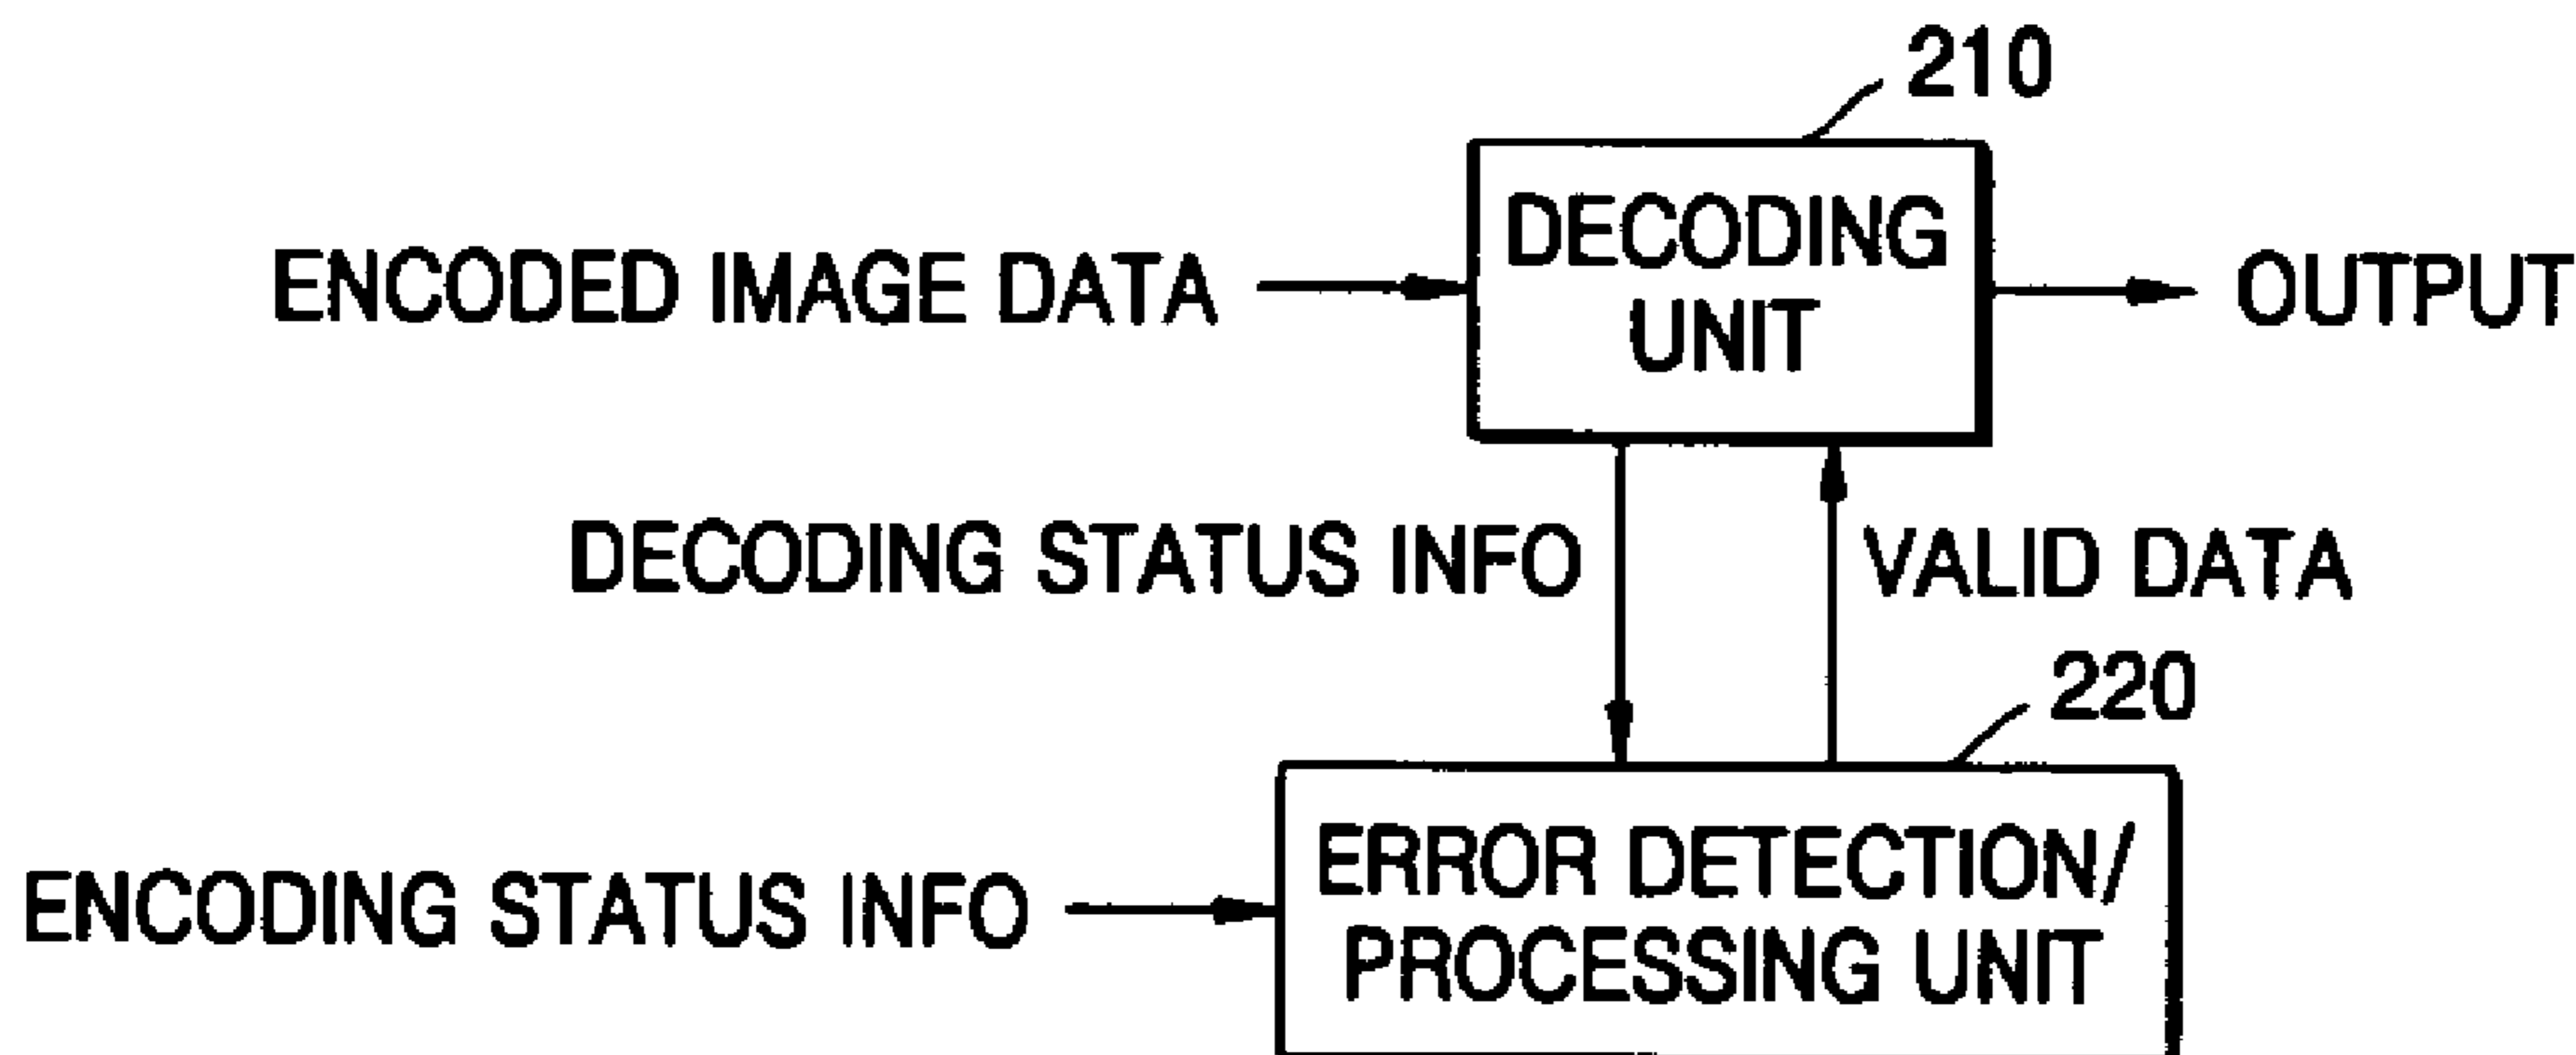 210
DECODING
UNIT
ENCODED IMAGE DATA
OUTPUT
DECODING STATUS INFO
VALID DATA
220
ERROR DETECTION/
PROCESSING UNIT
ENCODING STATUS INFO